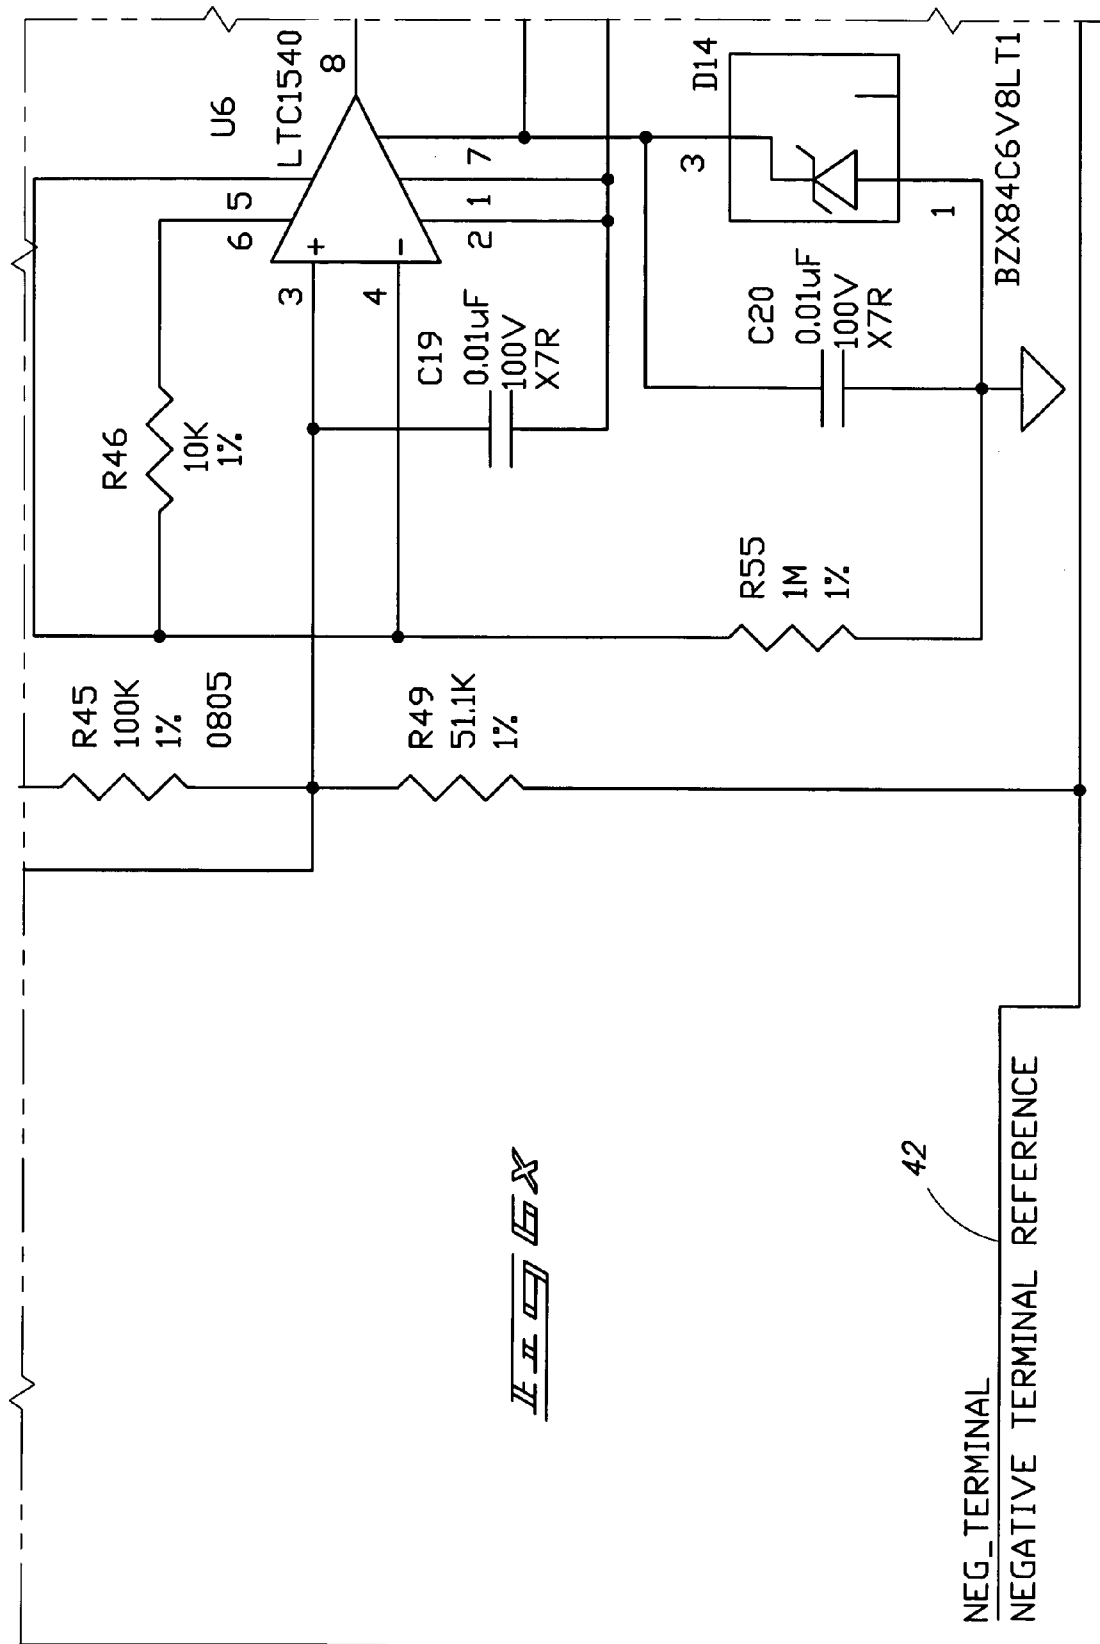 R45
100K
1%
0805
R46
10K
1%
U6
LTC1540
5
6
8
+
-
3
4
7
1
2
R49
51.1K
1%
C19
0.01uF
100V
X7R
R55
1M
1%
C20
0.01uF
100V
X7R
D14
3
1
BZX84C6V8LT1
FIG 6X
42
NEG_TERMINAL
NEGATIVE TERMINAL REFERENCE